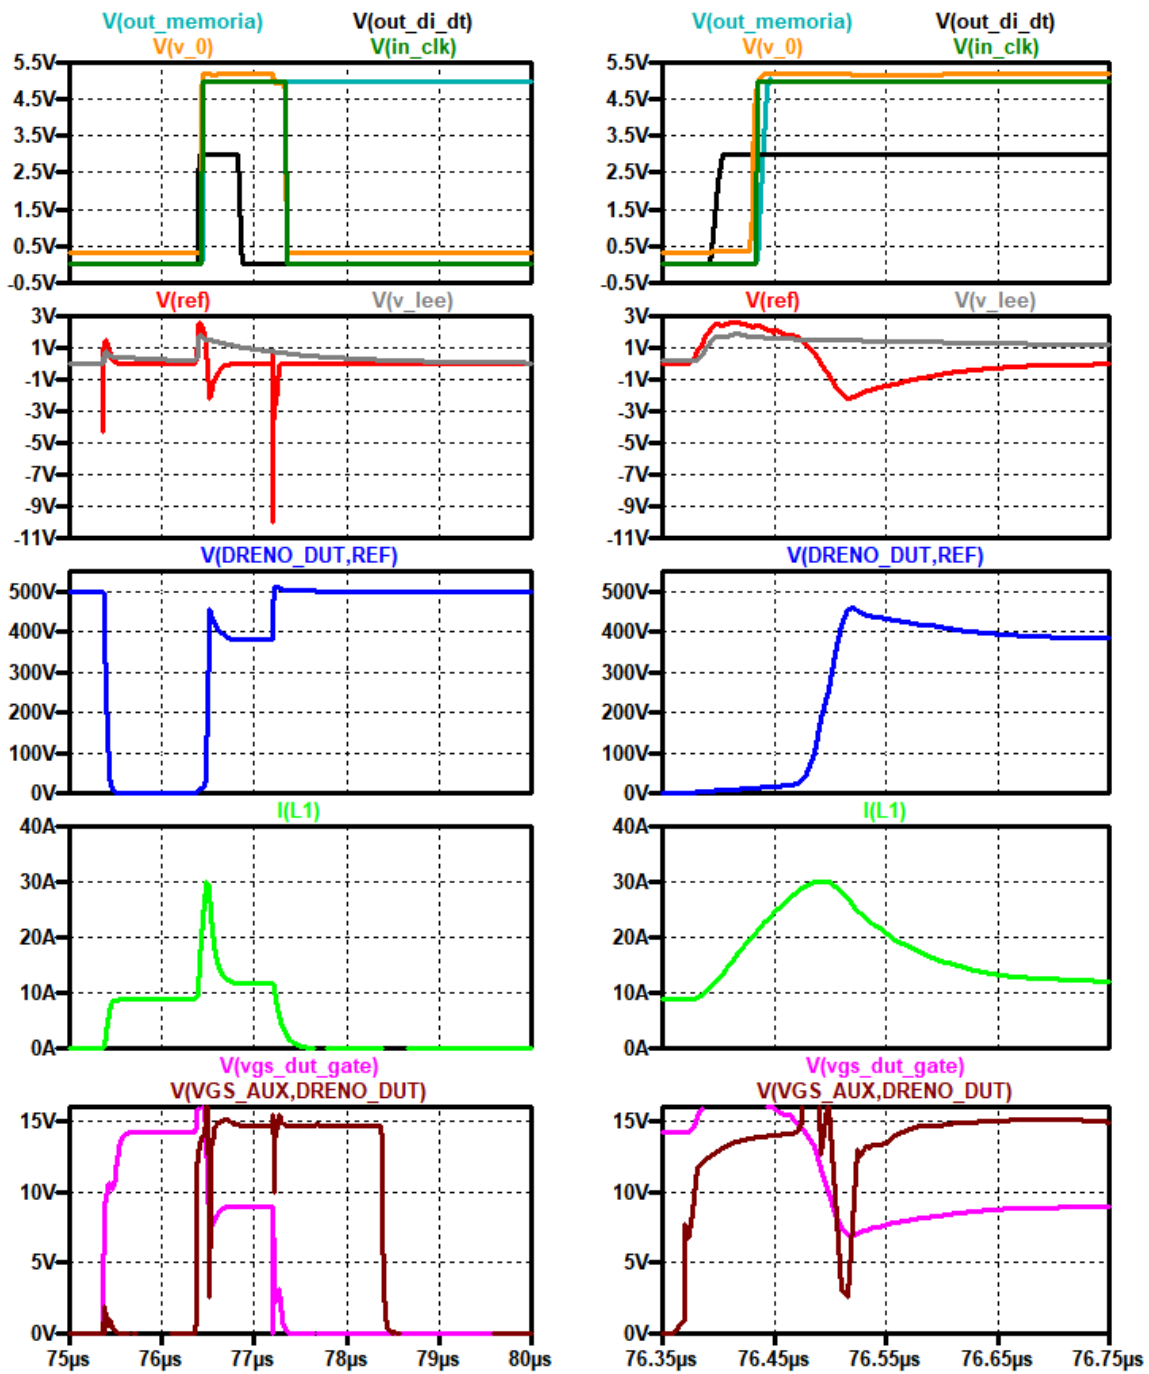 V(out_memoria) V(out_di_dt)
V(v_0) V(in_clk)
5.5V
4.5V
3.5V
2.5V
1.5V
0.5V
-0.5V
V(ref) V(v_lee)
3V
1V
-1V
-3V
-5V
-7V
-9V
-11V
V(DRENO_DUT,REF)
500V
400V
300V
200V
100V
0V
I(L1)
40A
30A
20A
10A
0A
V(vgs_dut_gate)
V(VGS_AUX,DRENO_DUT)
15V
10V
5V
0V
75µs 76µs 77µs 78µs 79µs 80µs
V(out_memoria) V(out_di_dt)
V(v_0) V(in_clk)
5.5V
4.5V
3.5V
2.5V
1.5V
0.5V
-0.5V
V(ref) V(v_lee)
3V
1V
-1V
-3V
-5V
-7V
-9V
-11V
V(DRENO_DUT,REF)
500V
400V
300V
200V
100V
0V
I(L1)
40A
30A
20A
10A
0A
V(vgs_dut_gate)
V(VGS_AUX,DRENO_DUT)
15V
10V
5V
0V
76.35µs 76.45µs 76.55µs 76.65µs 76.75µs